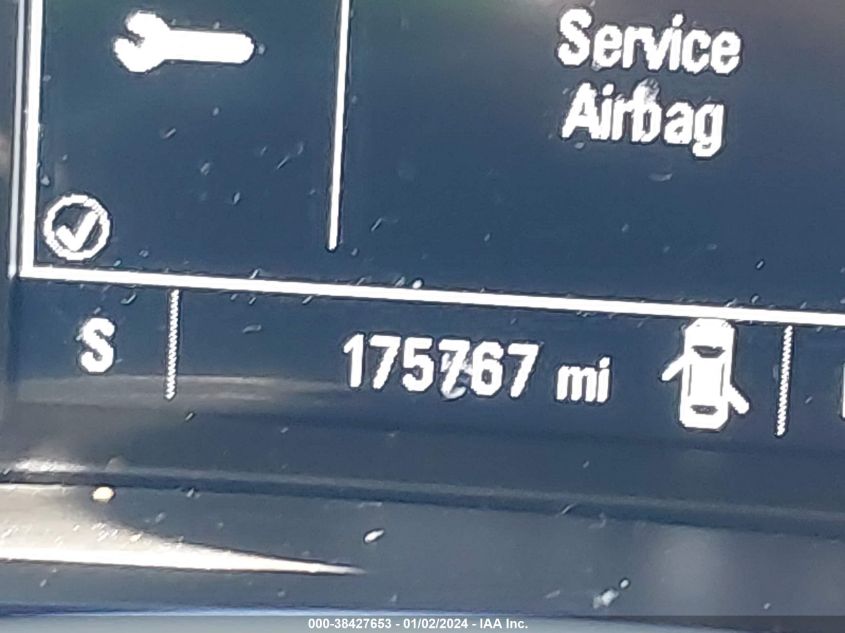 Service
Airbag
S
175767 mi
000-38427653 - 01/02/2024 - IAA Inc.